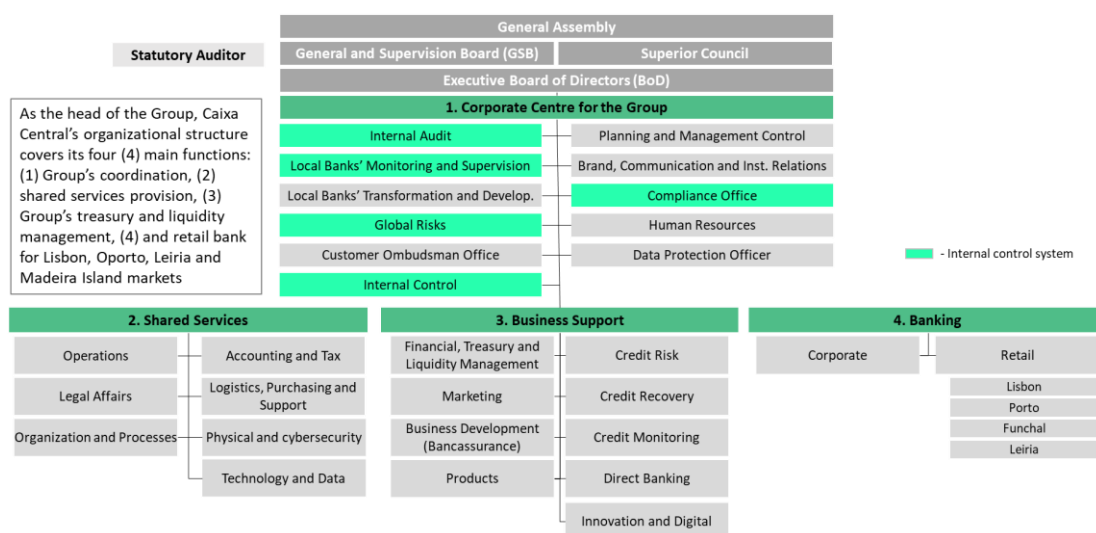 General Assembly
General and Supervision Board (GSB)
Superior Council
Statutory Auditor
Executive Board of Directors (BoD)
As the head of the Group, Caixa
Central's organizational structure
covers its four (4) main functions:
(1) Group's coordination, (2)
shared services provision, (3)
Group's treasury and liquidity
management, (4) and retail bank
for Lisbon, Oporto, Leiria and
Madeira Island markets
1. Corporate Centre for the Group
Internal Audit
Planning and Management Control
Local Banks' Monitoring and Supervision
Brand, Communication and Inst. Relations
Local Banks' Transformation and Develop.
Compliance Office
Global Risks
Human Resources
Customer Ombudsman Office
Data Protection Officer
Internal Control
- Internal control system
2. Shared Services
Operations
Accounting and Tax
Legal Affairs
Logistics, Purchasing and
Support
Organization and Processes
Physical and cybersecurity
Technology and Data
3. Business Support
Financial, Treasury and
Liquidity Management
Credit Risk
Marketing
Credit Recovery
Business Development
(Bancassurance)
Credit Monitoring
Products
Direct Banking
Innovation and Digital
4. Banking
Corporate
Retail
Lisbon
Porto
Funchal
Leiria